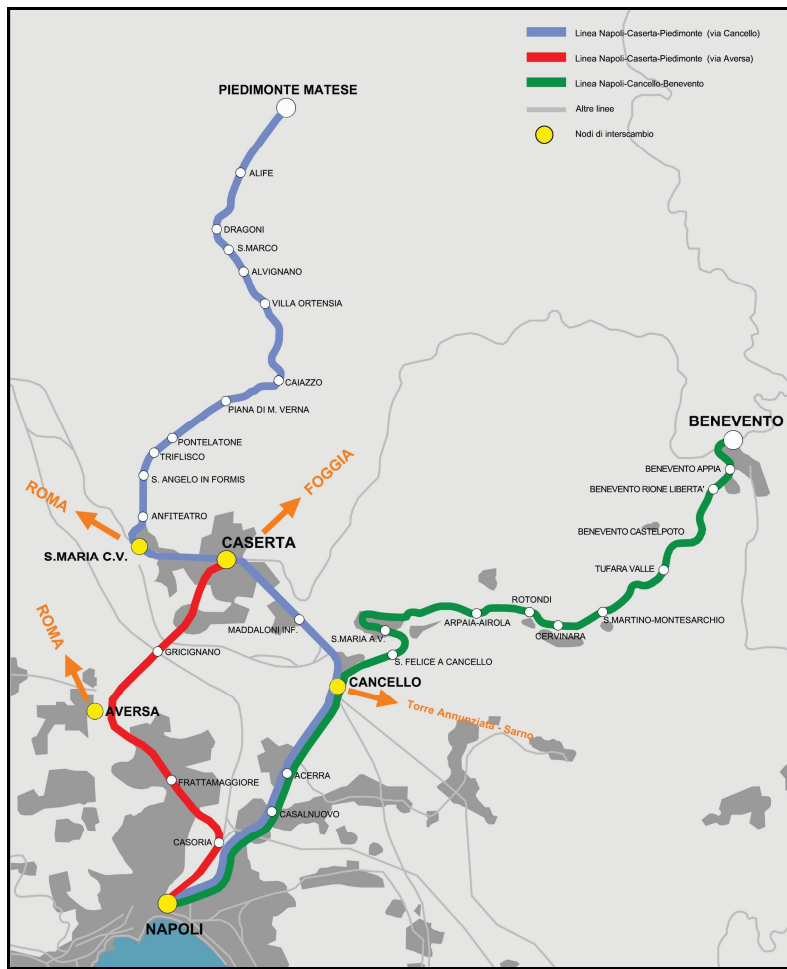 Linea Napoli-Caserta-Piedimonte (via Cancello)
Linea Napoli-Caserta-Piedimonte (via Aversa)
Linea Napoli-Cancello-Benevento
Altre linee
Nodi di interscambio
PIEDIMONTE MATESE
ALIFE
DRAGONI
S.MARCO
ALVIGNANO
VILLA ORTENSIA
CAIAZZO
PIANA DI M. VERNA
PONTELATONE
TRIFLISCO
S. ANGELO IN FORMIS
ANFITEATRO
ROMA
FOGGIA
S.MARIA C.V.
CASERTA
BENEVENTO
BENEVENTO APPIA
BENEVENTO RIONE LIBERTA'
BENEVENTO CASTELPOTO
TUFARA VALLE
S.MARTINO-MONTESARCHIO
ROTONDI
CERVINARA
ARPAIA-AIROLA
S.MARIA A.V.
S. FELICE A CANCELLO
MADDALONI INF.
GRICIGNANO
ROMA
AVERSA
CANCELLO
Torre Annunziata - Sarno
FRATTAMAGGIORE
ACERRA
CASALNUOVO
CASORIA
NAPOLI